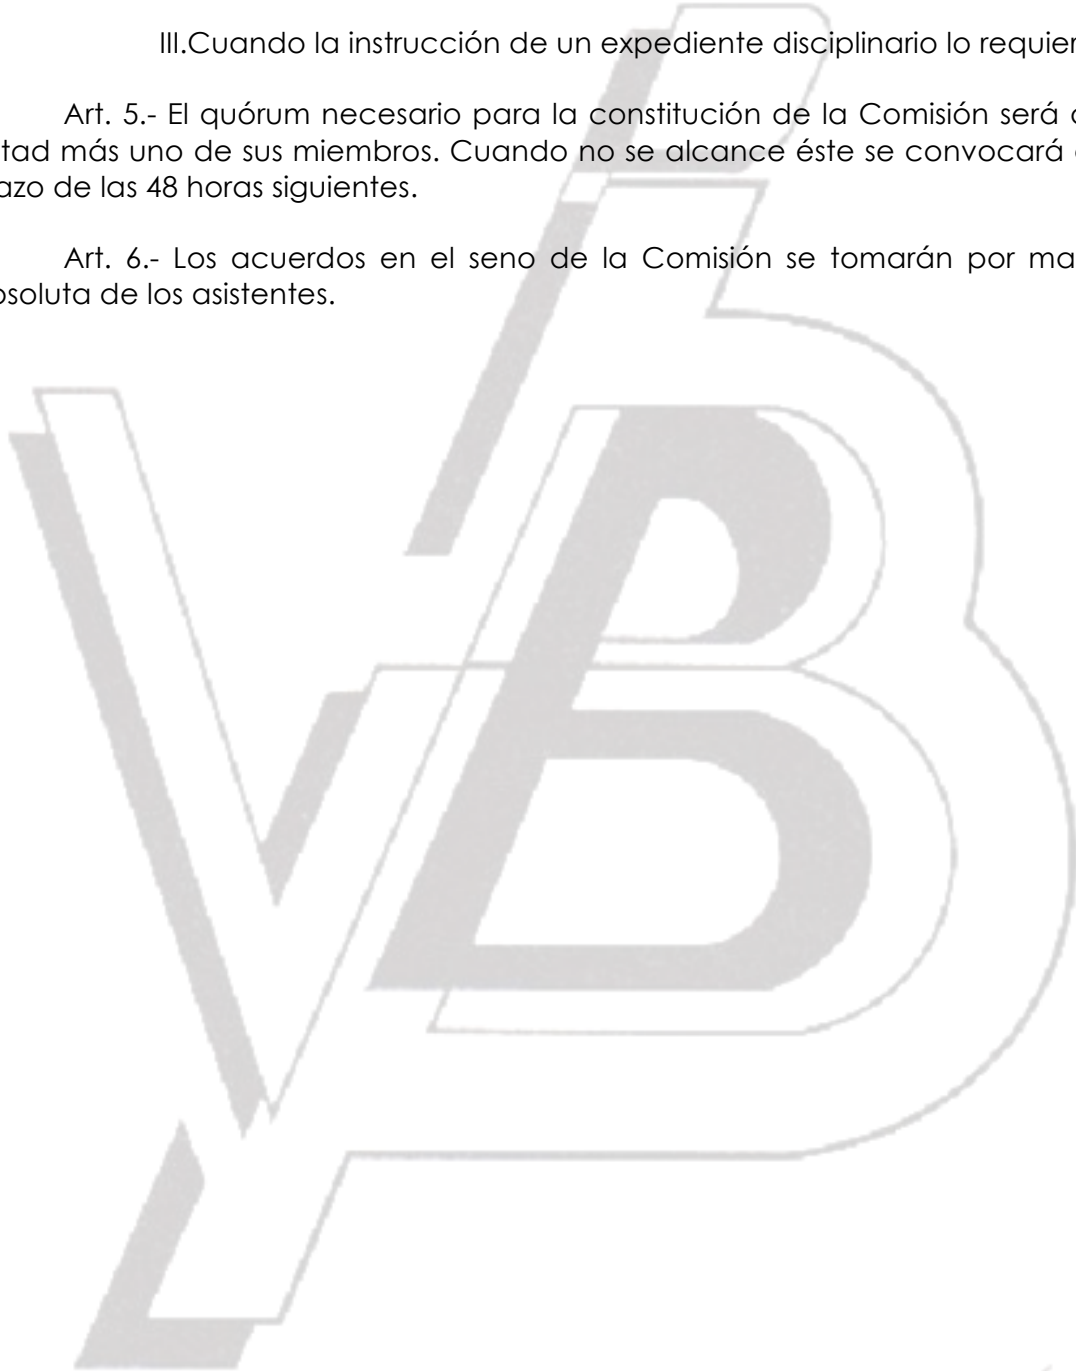 III.Cuando la instrucción de un expediente disciplinario lo requier
Art. 5.- El quórum necesario para la constitución de la Comisión será
tad más uno de sus miembros. Cuando no se alcance éste se convocará
azo de las 48 horas siguientes.
Art. 6.- Los acuerdos en el seno de la Comisión se tomarán por ma
soluta de los asistentes.